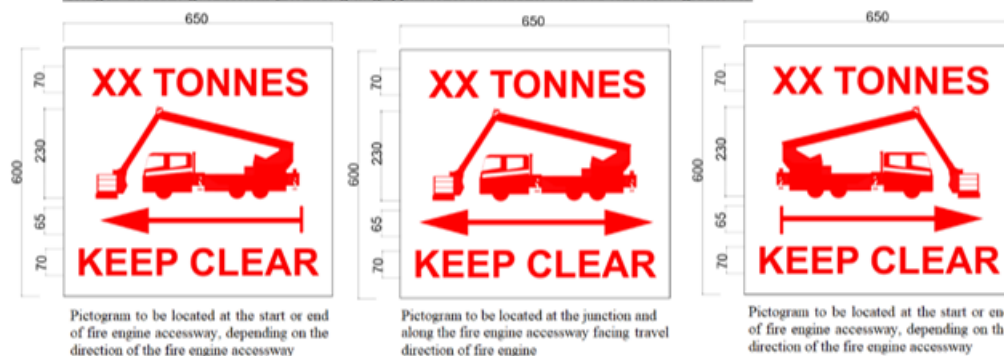 650
650
650
600
70
230
65
70
XX TONNES
KEEP CLEAR
600
70
230
65
70
XX TONNES
KEEP CLEAR
600
70
230
65
70
XX TONNES
KEEP CLEAR
Pictogram to be located at the start or end
of fire engine accessway, depending on the
direction of the fire engine accessway
Pictogram to be located at the junction and
along the fire engine accessway facing travel
direction of fire engine
Pictogram to be located at the start or end
of fire engine accessway, depending on the
direction of the fire engine accessway